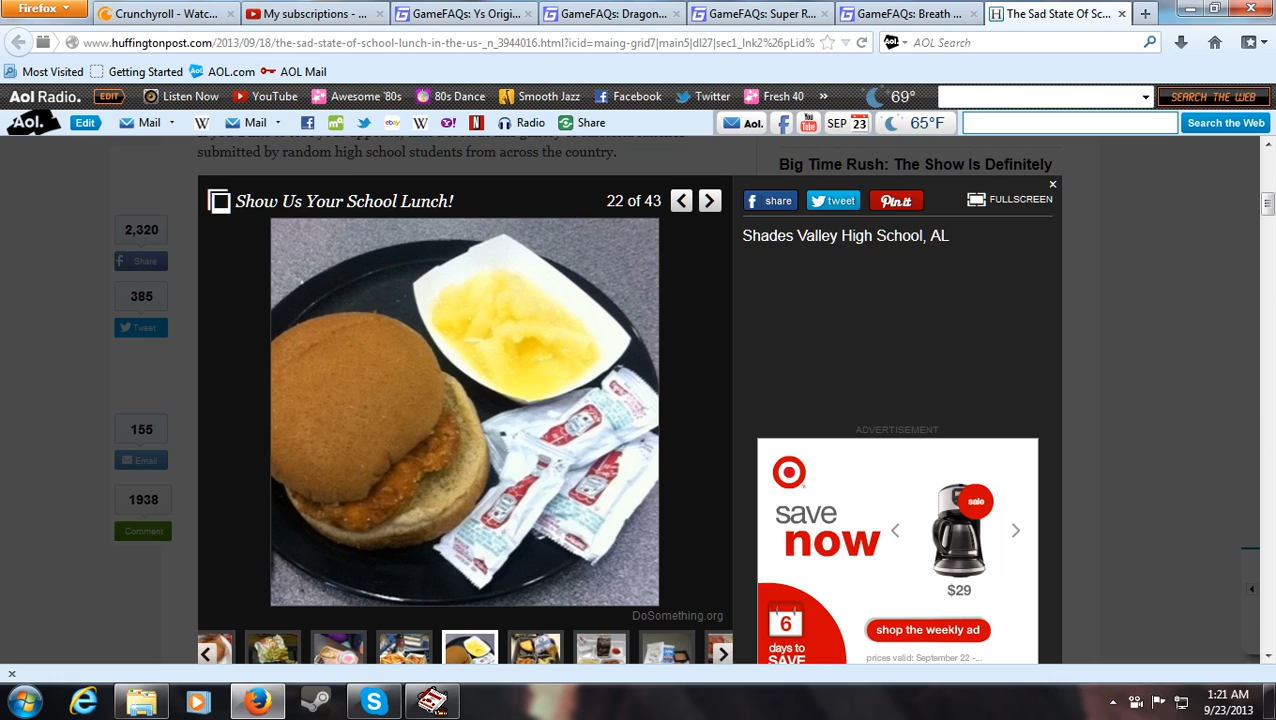 Firefox
Crunchyroll - Watc...
My subscriptions - ...
GameFAQs: Ys Origi...
GameFAQs: Dragon...
GameFAQs: Super R...
GameFAQs: Breath ...
The Sad State Of Sc...
www.huffingtonpost.com/2013/09/18/the-sad-state-of-school-lunch-in-the-us-_n_3944016.html?icid=maing-grid7|main5|dl27|sec1_lnk2%26pLid%
Aol. AOL Search
Most Visited
Getting Started
AOL.com
AOL Mail
Aol Radio.
EDIT
Listen Now
YouTube
Awesome '80s
80s Dance
Smooth Jazz
Facebook
Twitter
Fresh 40
69°
SEARCH THE WEB
Aol.
Edit
Mail
Mail
Radio
Share
Aol.
SEP 23
65°F
Search the Web
submitted by random high school students from across the country.
Big Time Rush: The Show Is Definitely
Show Us Your School Lunch!
22 of 43
share
tweet
Pin it
FULLSCREEN
Shades Valley High School, AL
2,320
Share
385
Tweet
155
Email
1938
Comment
DoSomething.org
ADVERTISEMENT
save
now
sale
$29
6
days to
SAVE
shop the weekly ad
prices valid: September 22 -...
1:21 AM
9/23/2013